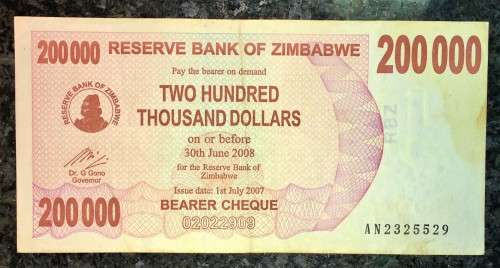 200 000 RESERVE BANK OF ZIMBABWE 200 000
Pay the bearer on demand
TWO HUNDRED
THOUSAND DOLLARS
on or before
30th June 2008
for the Reserve Bank of
Zimbabwe
RESERVE BANK OF ZIMBABWE
Dr. G Gono
Governor
RBZ
Issue date: 1st July 2007
200 000 BEARER CHEQUE
02022909
AN2325529